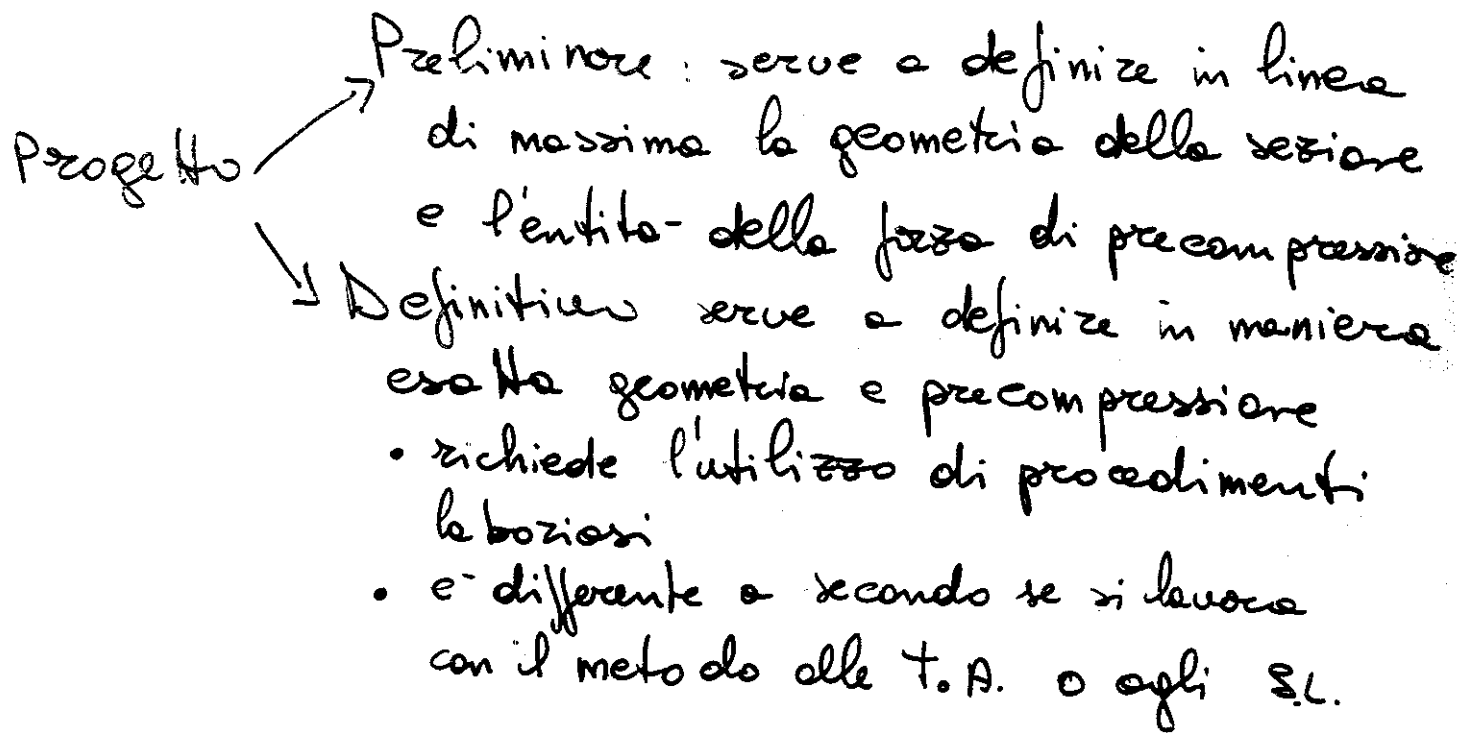 Preliminare: serve a definire in linea
di massima la geometria della sezione
Progetto
e l'entità della forza di precompressione
Definitivo serve a definire in maniera
esatta geometria e precompressione
• richiede l'utilizzo di procedimenti
laboriosi
• è differente a secondo se si lavora
con il metodo alle T.A. o agli S.L.